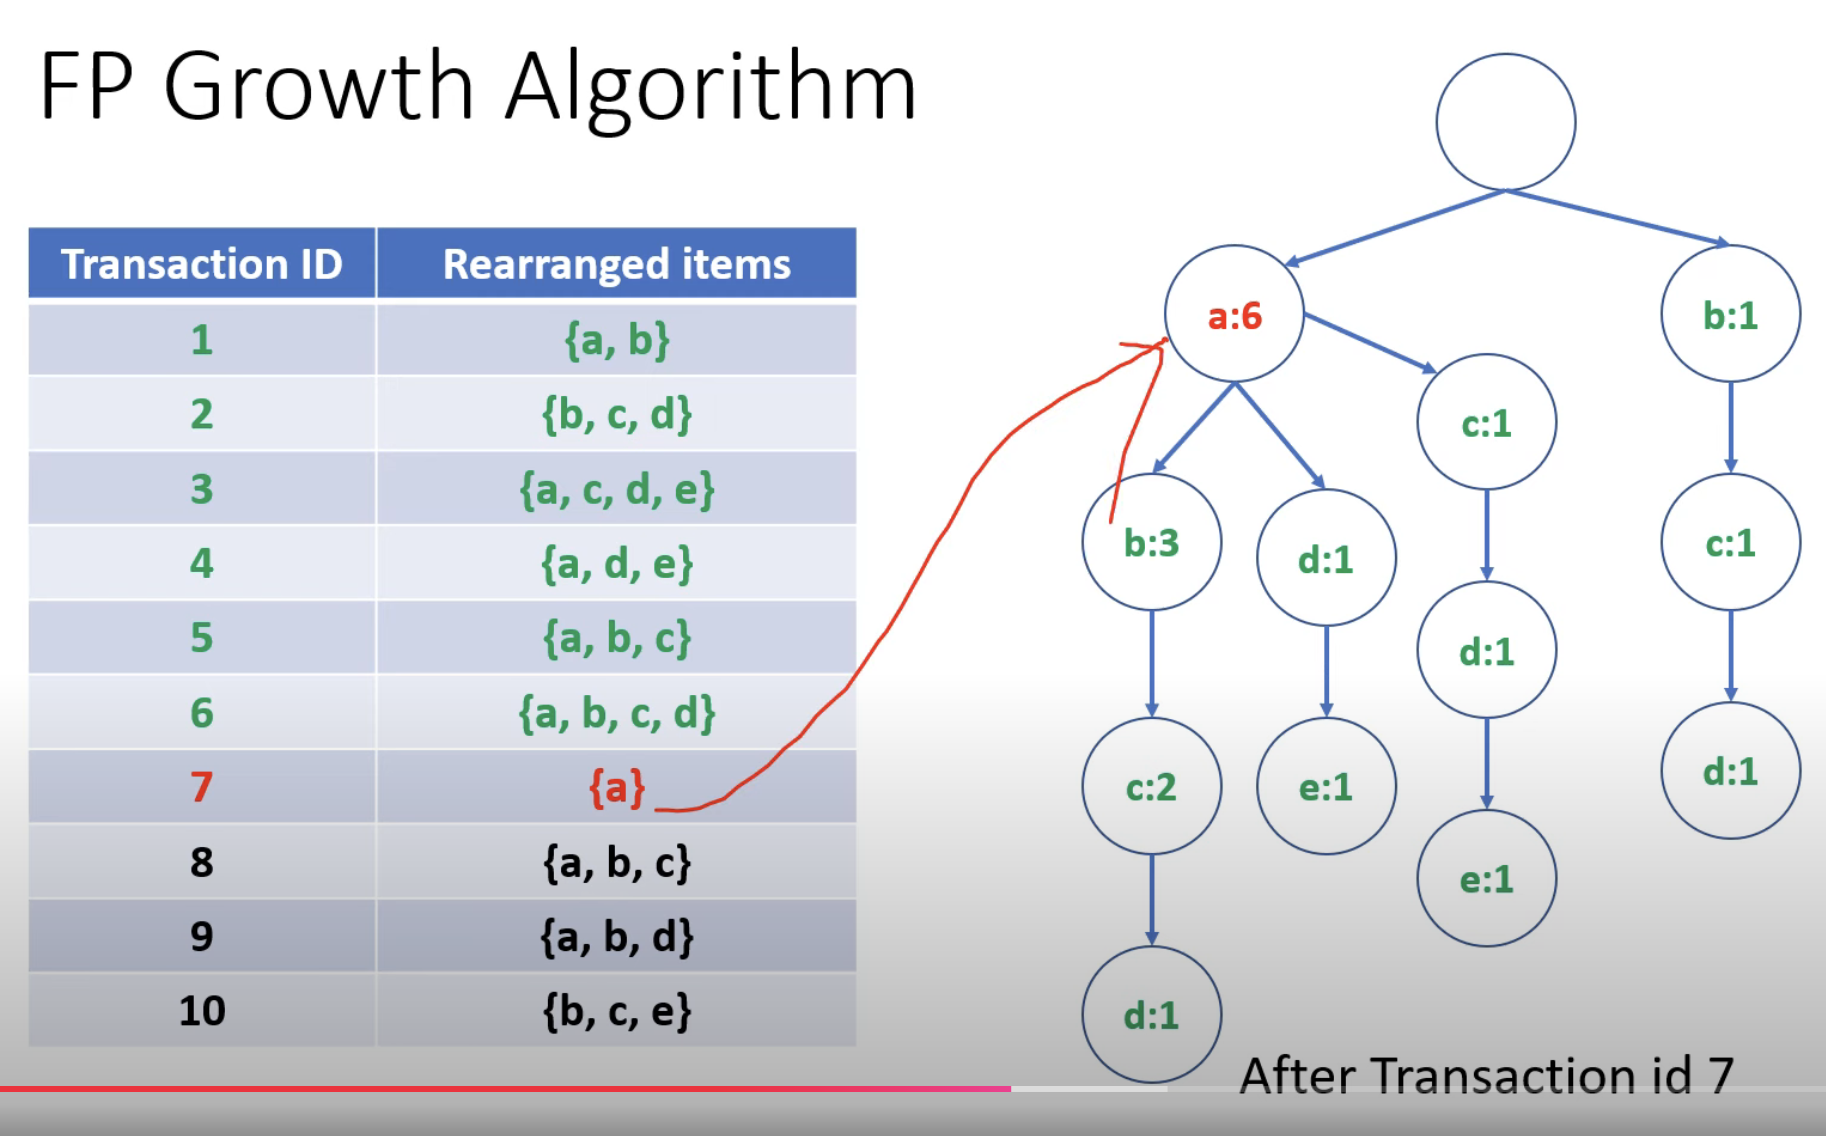 FP Growth Algorithm
Transaction ID Rearranged items
1 {a, b}
2 {b, c, d}
3 {a, c, d, e}
4 {a, d, e}
5 {a, b, c}
6 {a, b, c, d}
7 {a}
8 {a, b, c}
9 {a, b, d}
10 {b, c, e}
a:6
b:1
c:1
b:3
d:1
c:1
d:1
c:2
e:1
d:1
e:1
d:1
After Transaction id 7